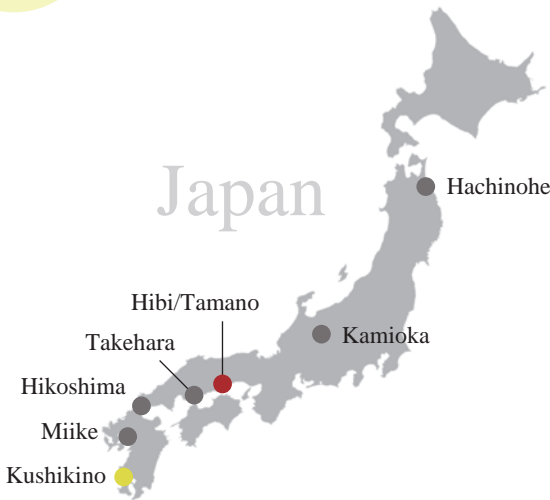 Japan
Hachinohe
Hibi/Tamano
Kamioka
Takehara
Hikoshima
Miike
Kushikino